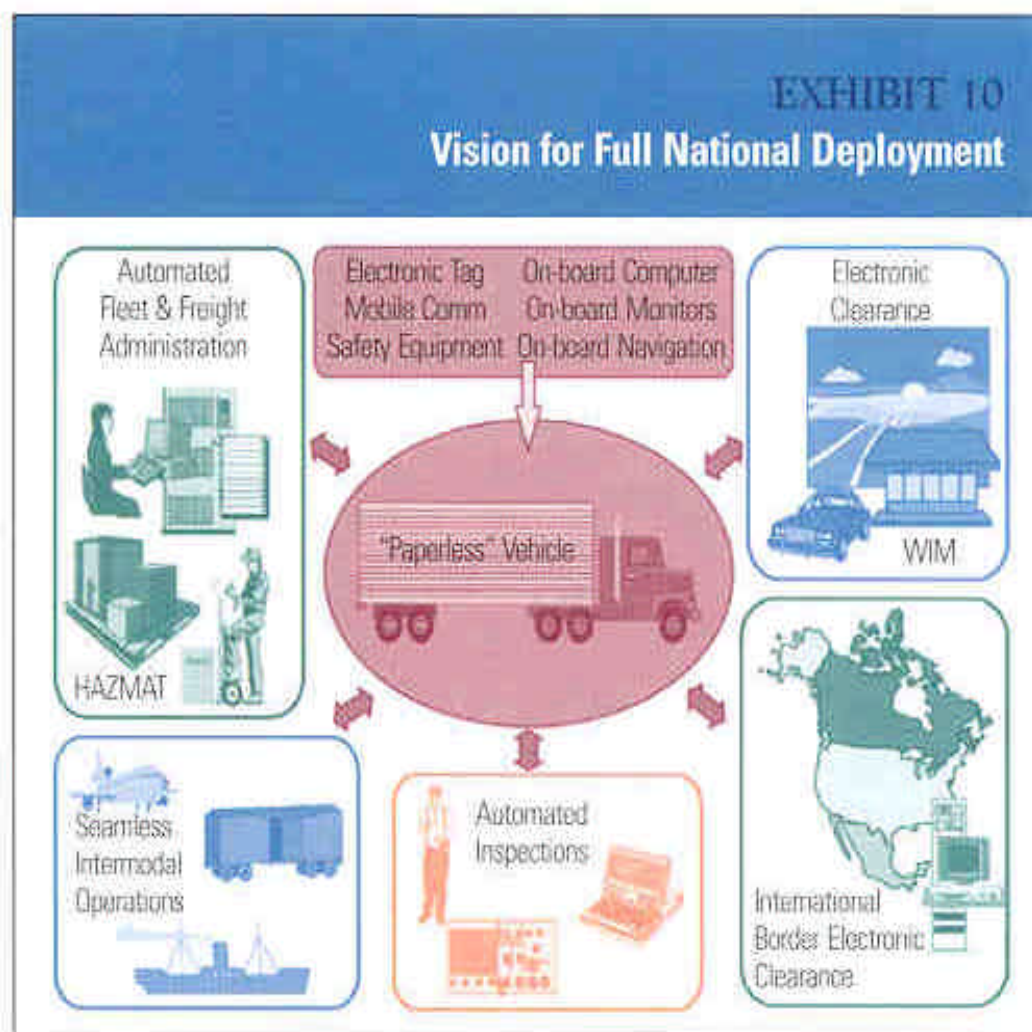 EXHIBIT 10
Vision for Full National Deployment
Automated
Fleet & Freight
Administration
HAZMAT
Electronic Tag On-board Computer
Mobile Comm On-board Monitors
Safety Equipment On-board Navigation
Electronic
Clearance
WIM
"Paperless" Vehicle
Seamless
Intermodal
Operations
Automated
Inspections
International
Border Electronic
Clearance